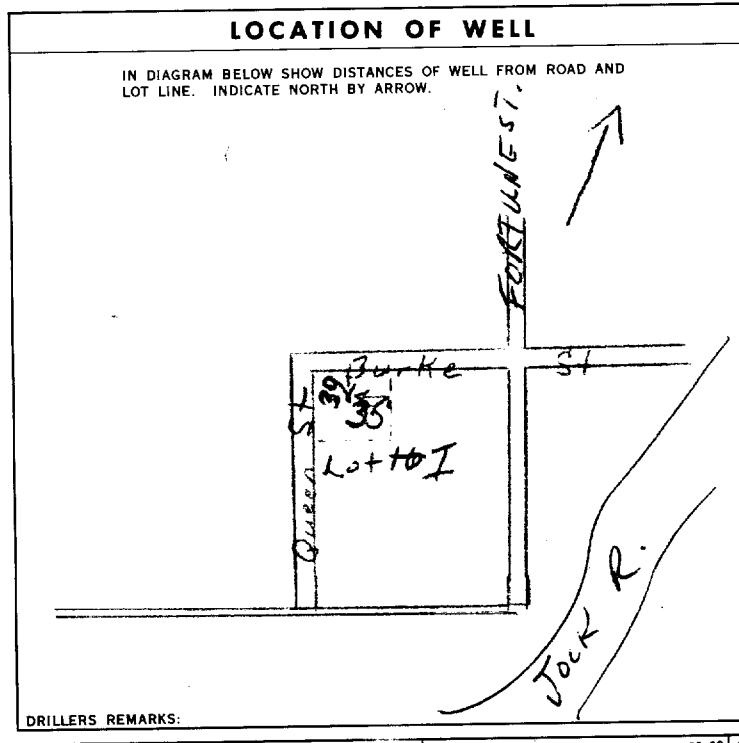 LOCATION OF WELL
IN DIAGRAM BELOW SHOW DISTANCES OF WELL FROM ROAD AND
LOT LINE. INDICATE NORTH BY ARROW.
FORTUNE ST.
Burke St
39
35'
Queen St
Lot I
JOCK R.
DRILLERS REMARKS: